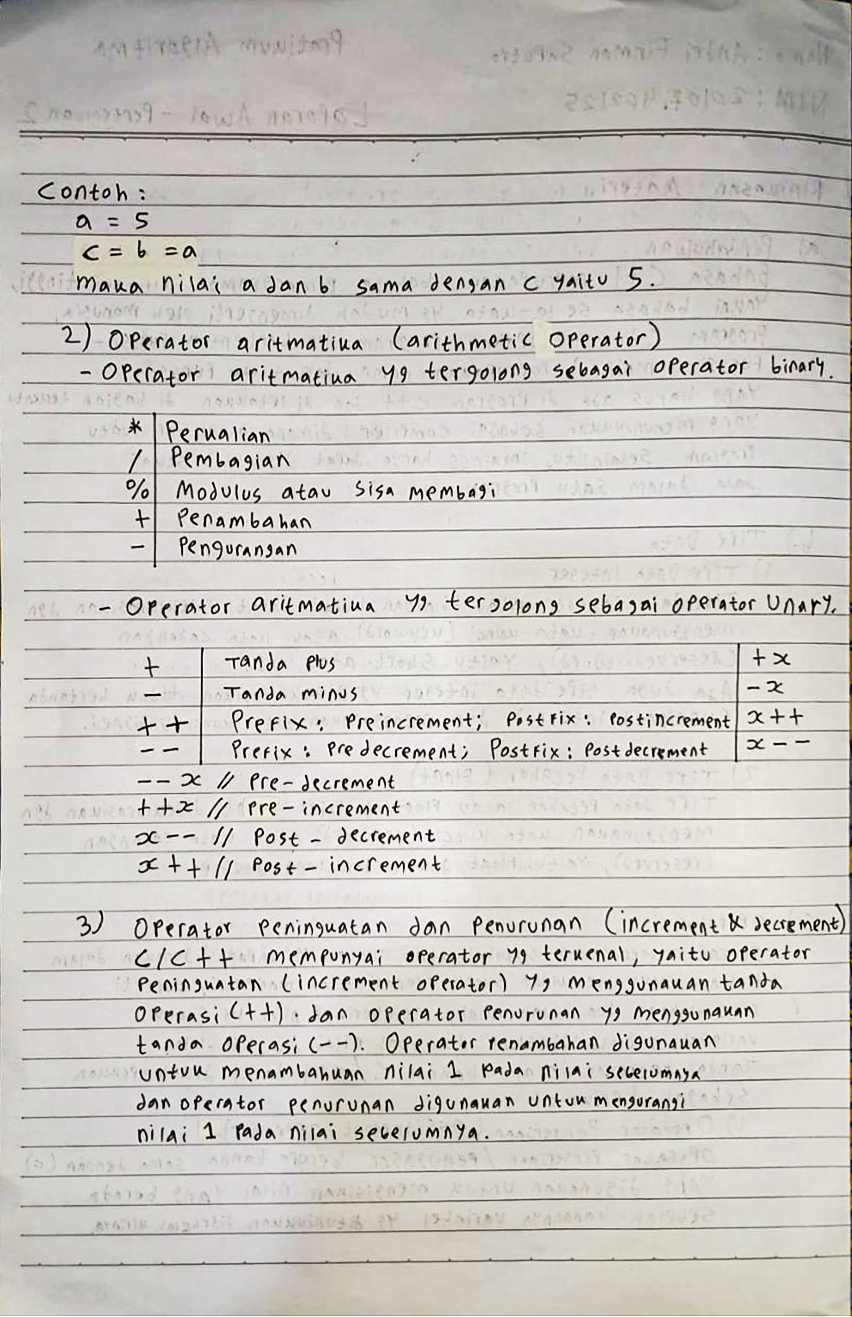 Contoh :
a = 5
c = b = a
maka nilai a dan b sama dengan c yaitu 5.
2) Operator aritmatika (arithmetic operator)
- Operator aritmatika yg tergolong sebagai operator binary.
* Perkalian
/ Pembagian
% Modulus atau sisa membagi
+ Penambahan
- Pengurangan
- Operator aritmatika yg tergolong sebagai operator Unary.
+ Tanda plus +x
- Tanda minus -x
++ Prefix : Preincrement; Postfix : Postincrement x++
-- Prefix : Predecrement; Postfix : Postdecrement x--
--x // Pre-decrement
++x // Pre-increment
x-- // Post - decrement
x++ // Post - increment
3) Operator peningkatan dan penurunan (increment & decrement)
C/C++ mempunyai operator yg terkenal, yaitu operator
peningkatan (increment operator) yg menggunakan tanda
operasi (++). dan operator penurunan yg menggunakan
tanda operasi (--). Operator penambahan digunakan
untuk menambahkan nilai 1 pada nilai sebelumnya
dan operator penurunan digunakan untuk mengurangi
nilai 1 pada nilai sebelumnya.